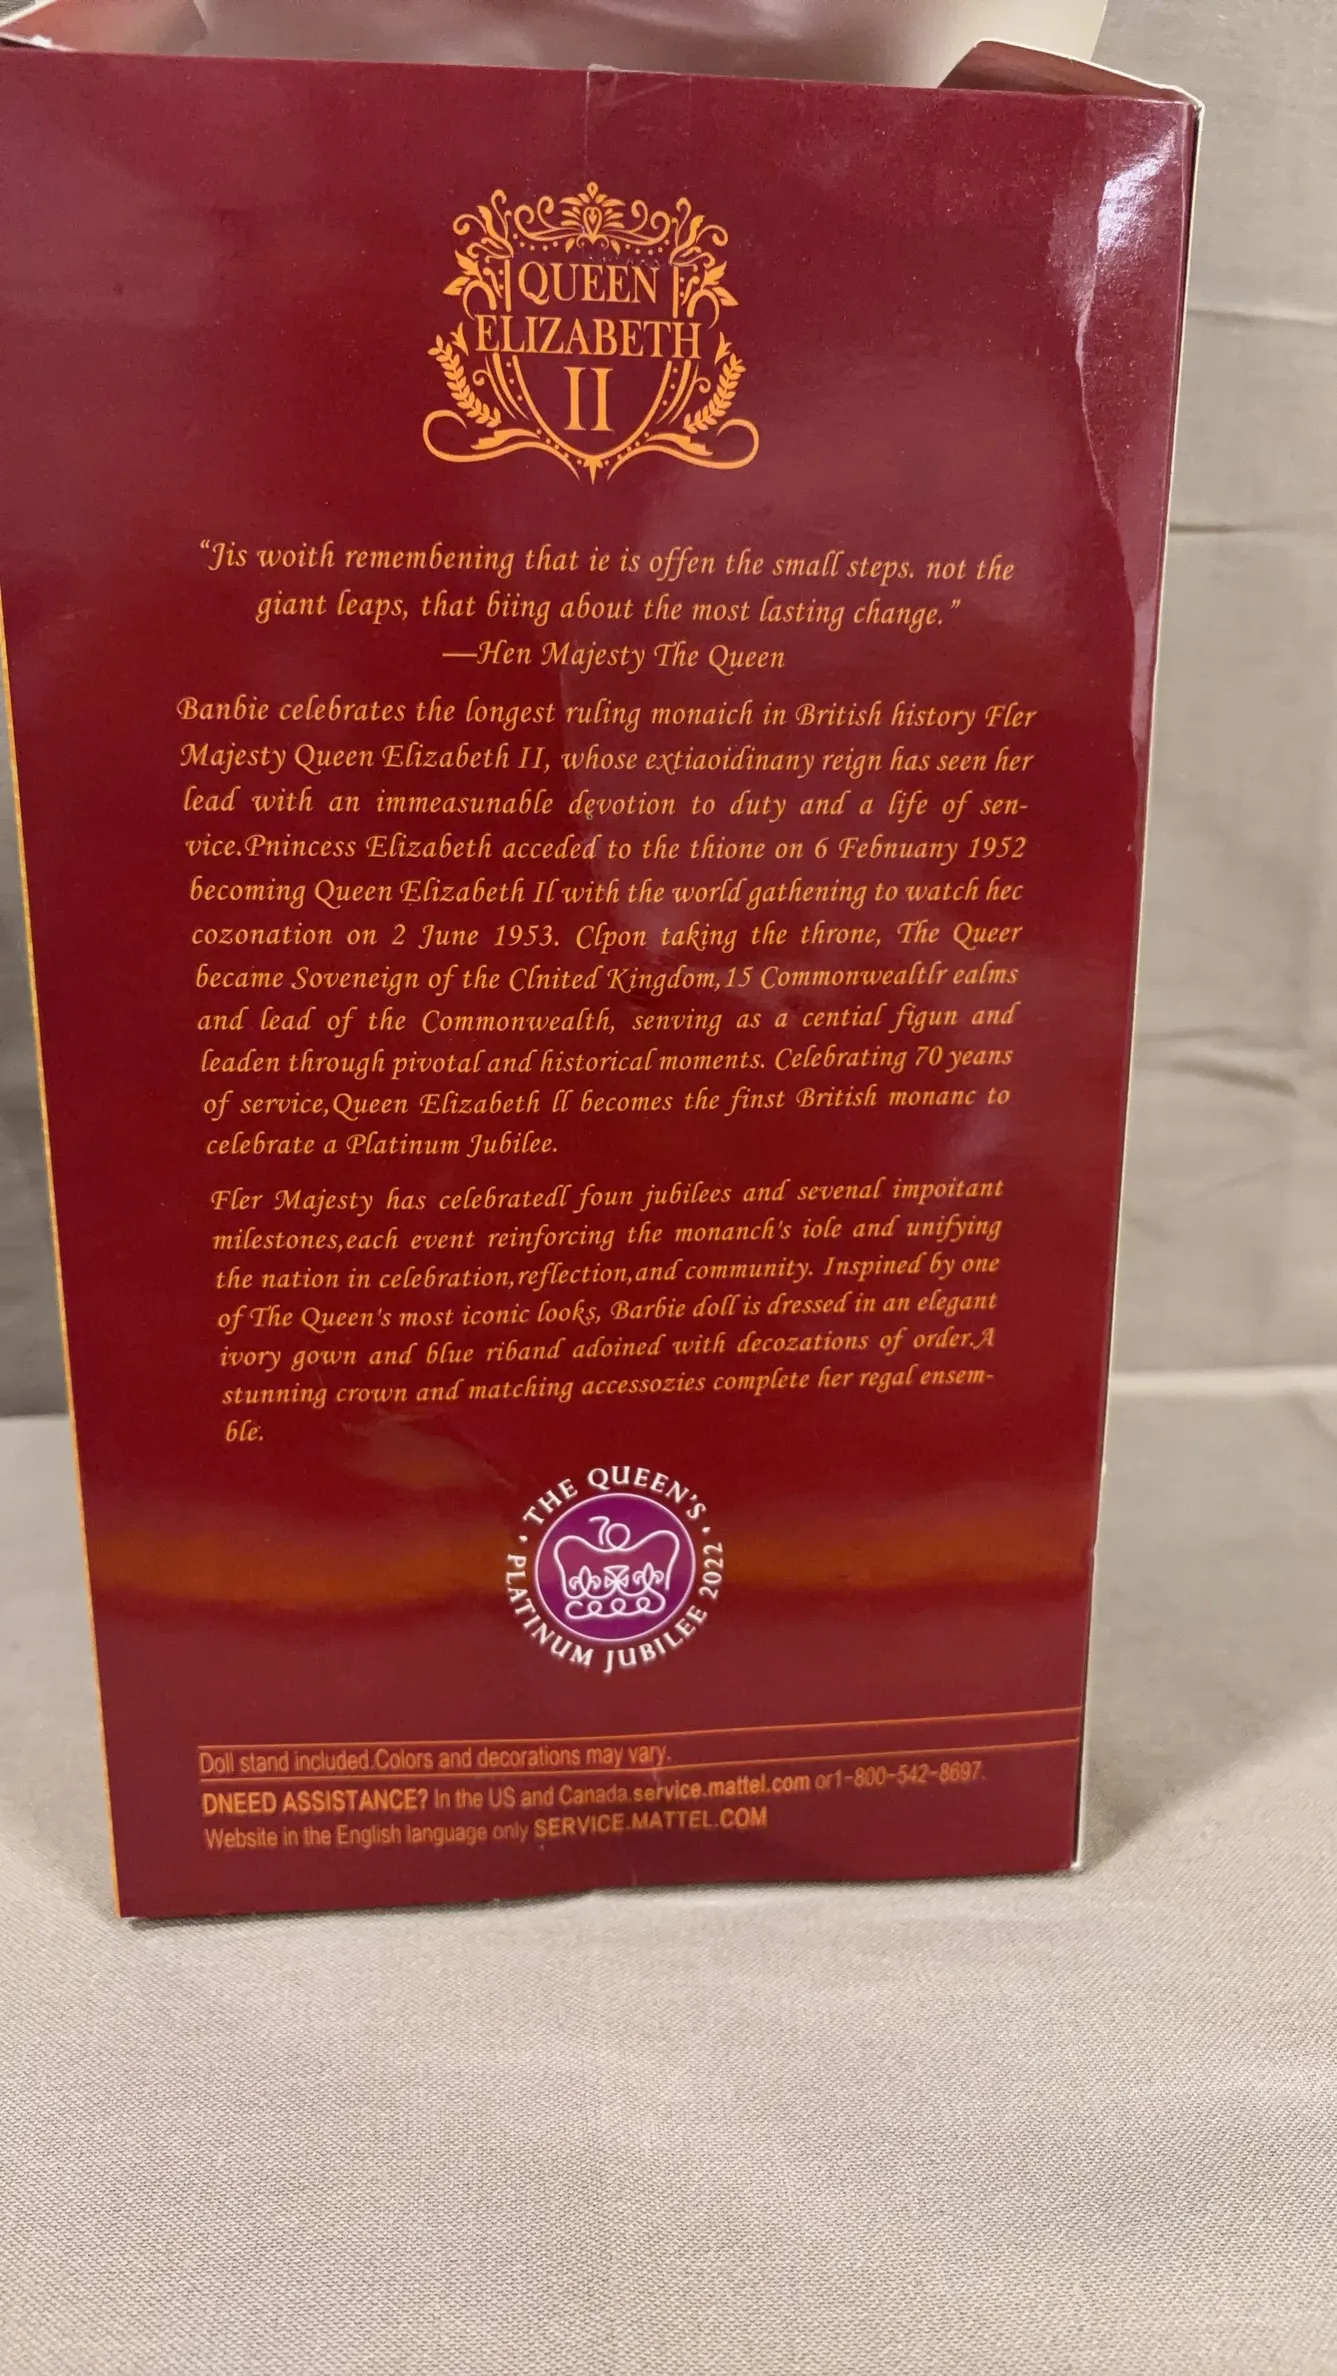 QUEEN
ELIZABETH
II
“Jis woith remembening that ie is offen the small steps. not the
giant leaps, that biing about the most lasting change.”
—Hen Majesty The Queen
Banbie celebrates the longest ruling monaich in British history Fler
Majesty Queen Elizabeth II, whose extiaoidinany reign has seen her
lead with an immeasunable devotion to duty and a life of sen-
vice.Pnincess Elizabeth acceded to the thione on 6 Febnuany 1952
becoming Queen Elizabeth Il with the world gathening to watch hec
cozonation on 2 June 1953. Clpon taking the throne, The Queer
became Soveneign of the Clnited Kingdom,15 Commonwealtlr ealms
and lead of the Commonwealth, senving as a cential figun and
leaden through pivotal and historical moments. Celebrating 70 yeans
of service,Queen Elizabeth ll becomes the finst British monanc to
celebrate a Platinum Jubilee.
Fler Majesty has celebratedl foun jubilees and sevenal impoitant
milestones,each event reinforcing the monanch's iole and unifying
the nation in celebration,reflection,and community. Inspined by one
of The Queen's most iconic looks, Barbie doll is dressed in an elegant
ivory gown and blue riband adoined with decozations of order.A
stunning crown and matching accessozies complete her regal ensem-
ble.
THE QUEEN'S
70
PLATINUM JUBILEE 2022
Doll stand included.Colors and decorations may vary.
DNEED ASSISTANCE? In the US and Canada.service.mattel.com or1-800-542-8697.
Website in the English language only SERVICE.MATTEL.COM